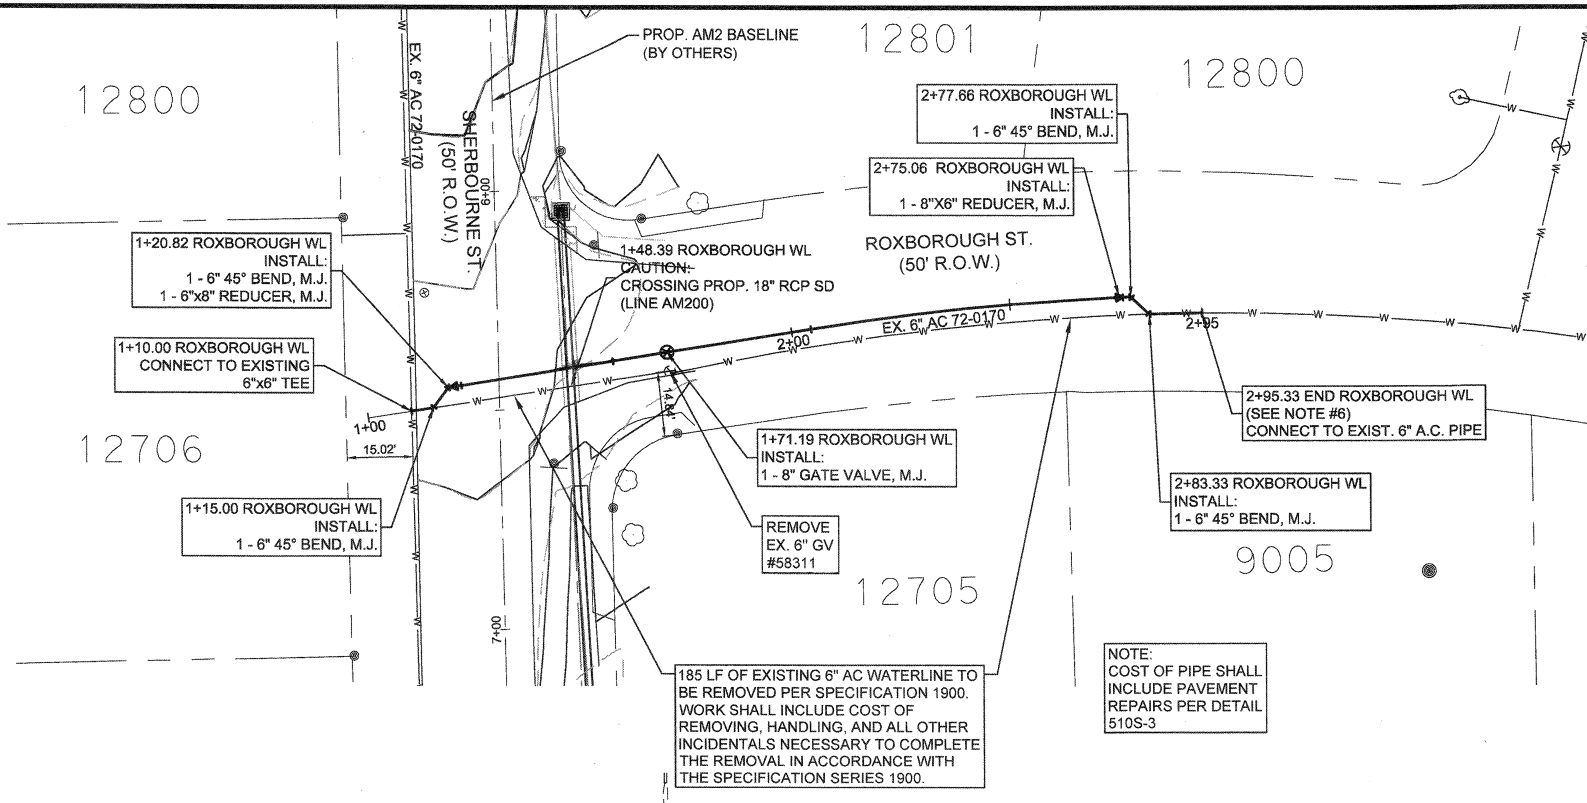 PROP. AM2 BASELINE
(BY OTHERS)
12801
12800
12800
EX. 6" AC 72-0170
SHERBOURNE ST.
(50' R.O.W.)
6+00
2+77.66 ROXBOROUGH WL
INSTALL:
1 - 6" 45° BEND, M.J.
2+75.06 ROXBOROUGH WL
INSTALL:
1 - 8"X6" REDUCER, M.J.
1+20.82 ROXBOROUGH WL
INSTALL:
1 - 6" 45° BEND, M.J.
1 - 6"x8" REDUCER, M.J.
1+48.39 ROXBOROUGH WL
CAUTION:
CROSSING PROP. 18" RCP SD
(LINE AM200)
ROXBOROUGH ST.
(50' R.O.W.)
1+10.00 ROXBOROUGH WL
CONNECT TO EXISTING
6"x6" TEE
EX. 6" AC 72-0170
2+00
2+95
1+00
15.02'
14.84'
12706
2+95.33 END ROXBOROUGH WL
(SEE NOTE #6)
CONNECT TO EXIST. 6" A.C. PIPE
1+71.19 ROXBOROUGH WL
INSTALL:
1 - 8" GATE VALVE, M.J.
2+83.33 ROXBOROUGH WL
INSTALL:
1 - 6" 45° BEND, M.J.
1+15.00 ROXBOROUGH WL
INSTALL:
1 - 6" 45° BEND, M.J.
REMOVE
EX. 6" GV
#58311
9005
12705
7+00
185 LF OF EXISTING 6" AC WATERLINE TO
BE REMOVED PER SPECIFICATION 1900.
WORK SHALL INCLUDE COST OF
REMOVING, HANDLING, AND ALL OTHER
INCIDENTALS NECESSARY TO COMPLETE
THE REMOVAL IN ACCORDANCE WITH
THE SPECIFICATION SERIES 1900.
NOTE:
COST OF PIPE SHALL
INCLUDE PAVEMENT
REPAIRS PER DETAIL
510S-3